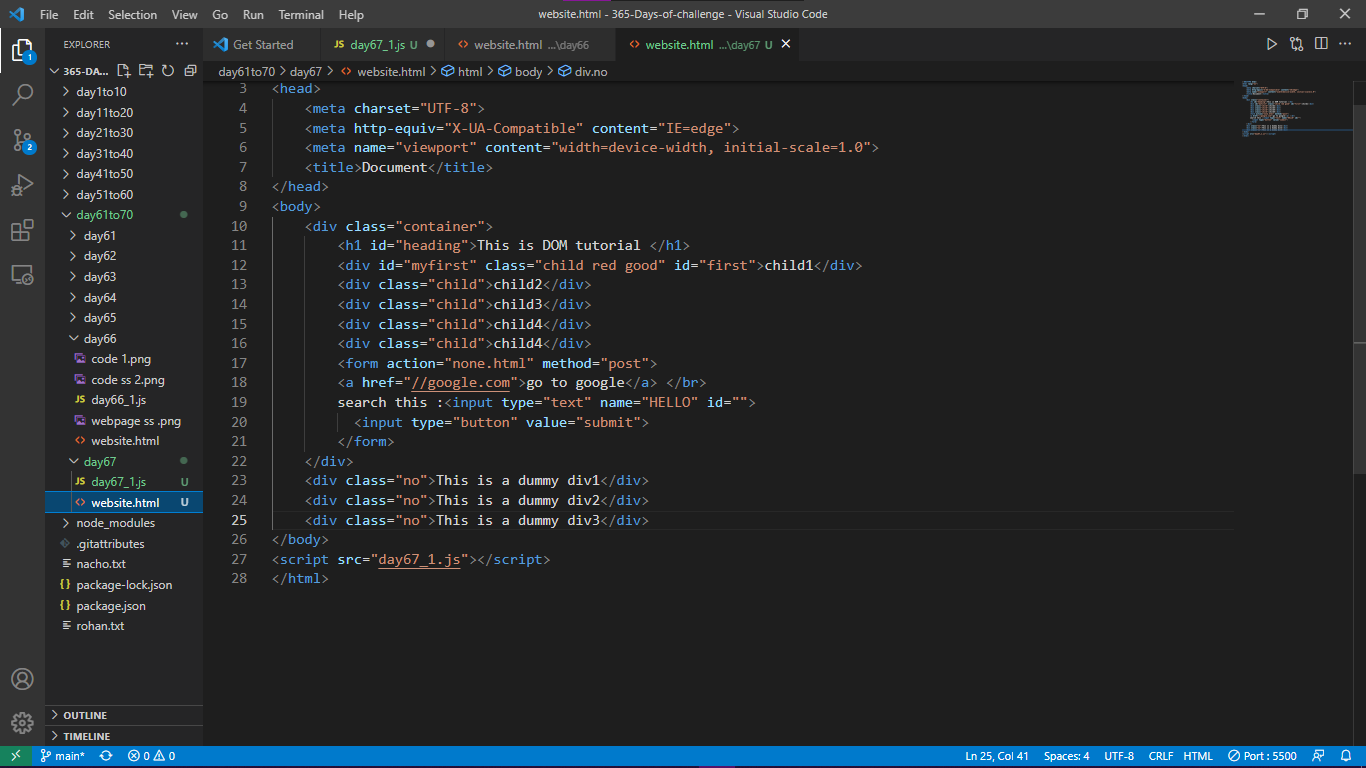 File Edit Selection View Go Run Terminal Help website.html - 365-Days-of-challenge - Visual Studio Code
EXPLORER ...
Get Started JS day67_1.js U ● website.html ...\day66 website.html ...\day67 U
365-DA...
day61to70 > day67 > website.html > html > body > div.no
day1to10
day11to20
day21to30
day31to40
day41to50
day51to60
day61to70
day61
day62
day63
day64
day65
day66
code 1.png
code ss 2.png
JS day66_1.js
webpage ss .png
website.html
day67
JS day67_1.js U
website.html U
node_modules
.gitattributes
nacho.txt
package-lock.json
package.json
rohan.txt
OUTLINE
TIMELINE
3 <head>
4 <meta charset="UTF-8">
5 <meta http-equiv="X-UA-Compatible" content="IE=edge">
6 <meta name="viewport" content="width=device-width, initial-scale=1.0">
7 <title>Document</title>
8 </head>
9 <body>
10 <div class="container">
11 <h1 id="heading">This is DOM tutorial </h1>
12 <div id="myfirst" class="child red good" id="first">child1</div>
13 <div class="child">child2</div>
14 <div class="child">child3</div>
15 <div class="child">child4</div>
16 <div class="child">child4</div>
17 <form action="none.html" method="post">
18 <a href="//google.com">go to google</a> </br>
19 search this :<input type="text" name="HELLO" id="">
20 <input type="button" value="submit">
21 </form>
22 </div>
23 <div class="no">This is a dummy div1</div>
24 <div class="no">This is a dummy div2</div>
25 <div class="no">This is a dummy div3</div>
26 </body>
27 <script src="day67_1.js"></script>
28 </html>
1
2
main* 0 0 Ln 25, Col 41 Spaces: 4 UTF-8 CRLF HTML Port : 5500